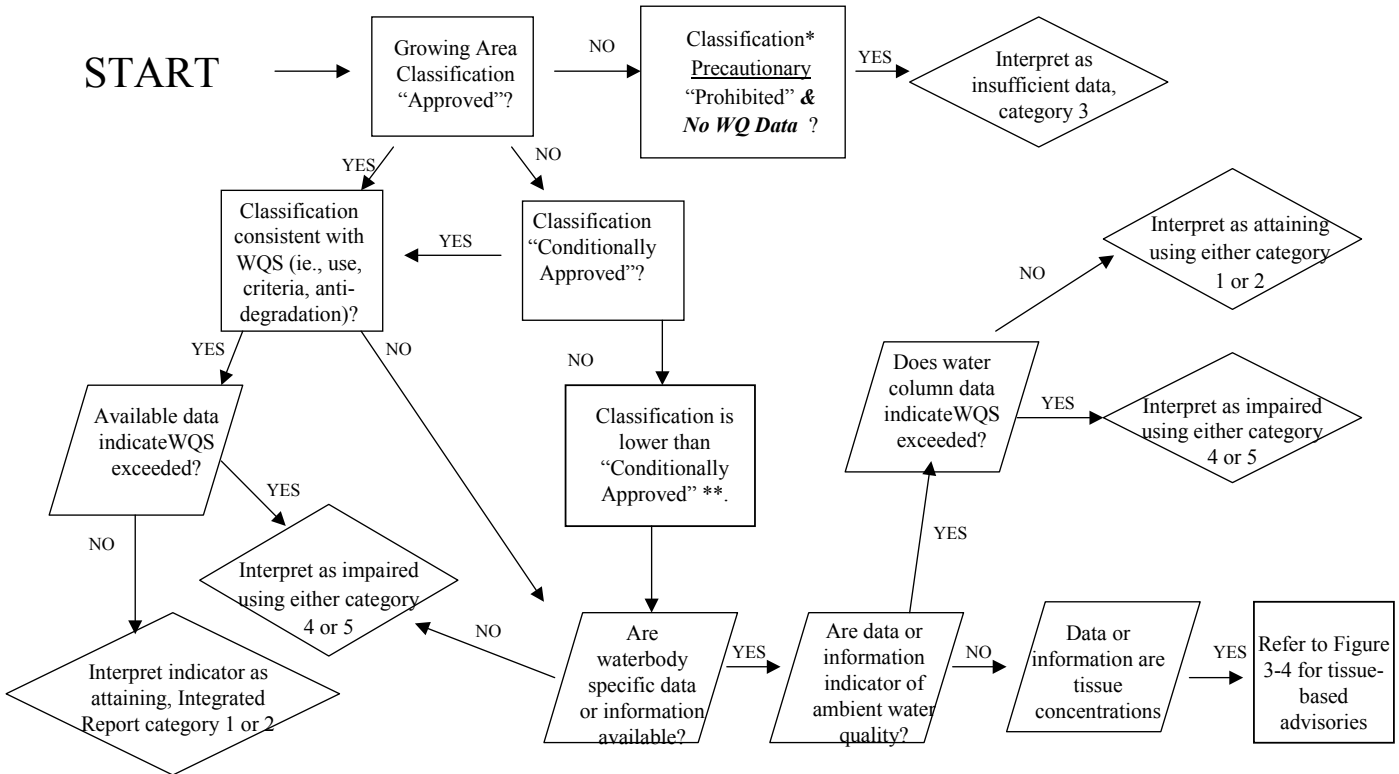 START
Growing Area
Classification
“Approved”?
NO
Classification*
Precautionary
“Prohibited” &
No WQ Data ?
YES
Interpret as
insufficient data,
category 3
YES
NO
Classification
consistent with
WQS (ie., use,
criteria, anti-
degradation)?
YES
Classification
“Conditionally
Approved”?
Interpret as attaining
using either category
1 or 2
NO
YES
NO
NO
Available data
indicateWQS
exceeded?
Classification is
lower than
“Conditionally
Approved” **.
Does water
column data
indicateWQS
exceeded?
YES
Interpret as impaired
using either category
4 or 5
YES
NO
Interpret as impaired
using either category
4 or 5
YES
Interpret indicator as
attaining, Integrated
Report category 1 or 2
NO
Are
waterbody
specific data
or information
available?
YES
Are data or
information
indicator of
ambient water
quality?
NO
Data or
information are
tissue
concentrations
YES
Refer to Figure
3-4 for tissue-
based
advisories